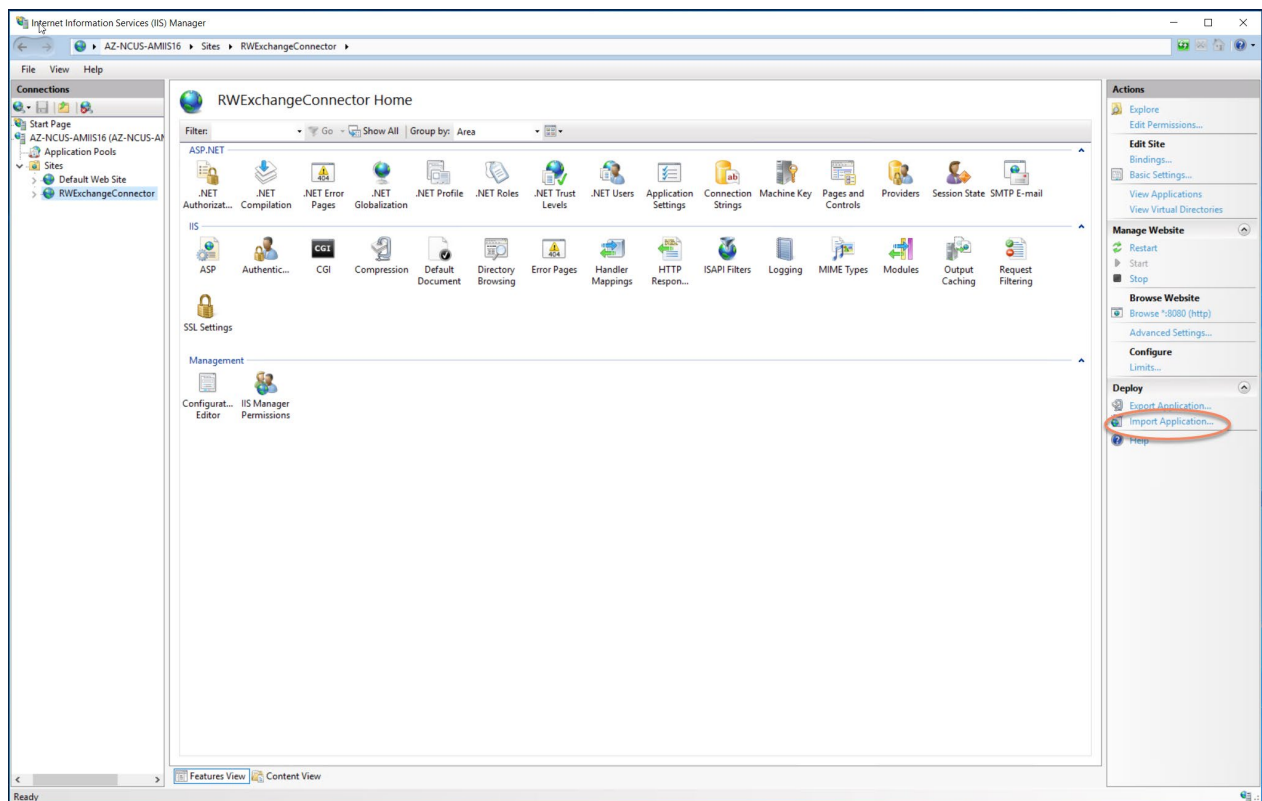 Internet Information Services (IIS) Manager
AZ-NCUS-AMIIS16 Sites RWExchangeConnector
File View Help
Connections
Start Page
AZ-NCUS-AMIIS16 (AZ-NCUS-AM
Application Pools
Sites
Default Web Site
RWExchangeConnector
RWExchangeConnector Home
Filter: Go Show All Group by: Area
ASP.NET
.NET Authorizat...
.NET Compilation
.NET Error Pages
.NET Globalization
.NET Profile
.NET Roles
.NET Trust Levels
.NET Users
Application Settings
Connection Strings
Machine Key
Pages and Controls
Providers
Session State
SMTP E-mail
IIS
ASP
Authentic...
CGI
CGI
Compression
Default Document
Directory Browsing
404
Error Pages
Handler Mappings
HTTP Respon...
ISAPI Filters
Logging
MIME Types
Modules
Output Caching
Request Filtering
SSL Settings
Management
Configurat... Editor
IIS Manager Permissions
Features View Content View
Ready
Actions
Explore
Edit Permissions...
Edit Site
Bindings...
Basic Settings...
View Applications
View Virtual Directories
Manage Website
Restart
Start
Stop
Browse Website
Browse *:8080 (http)
Advanced Settings...
Configure
Limits...
Deploy
Export Application...
Import Application...
Help